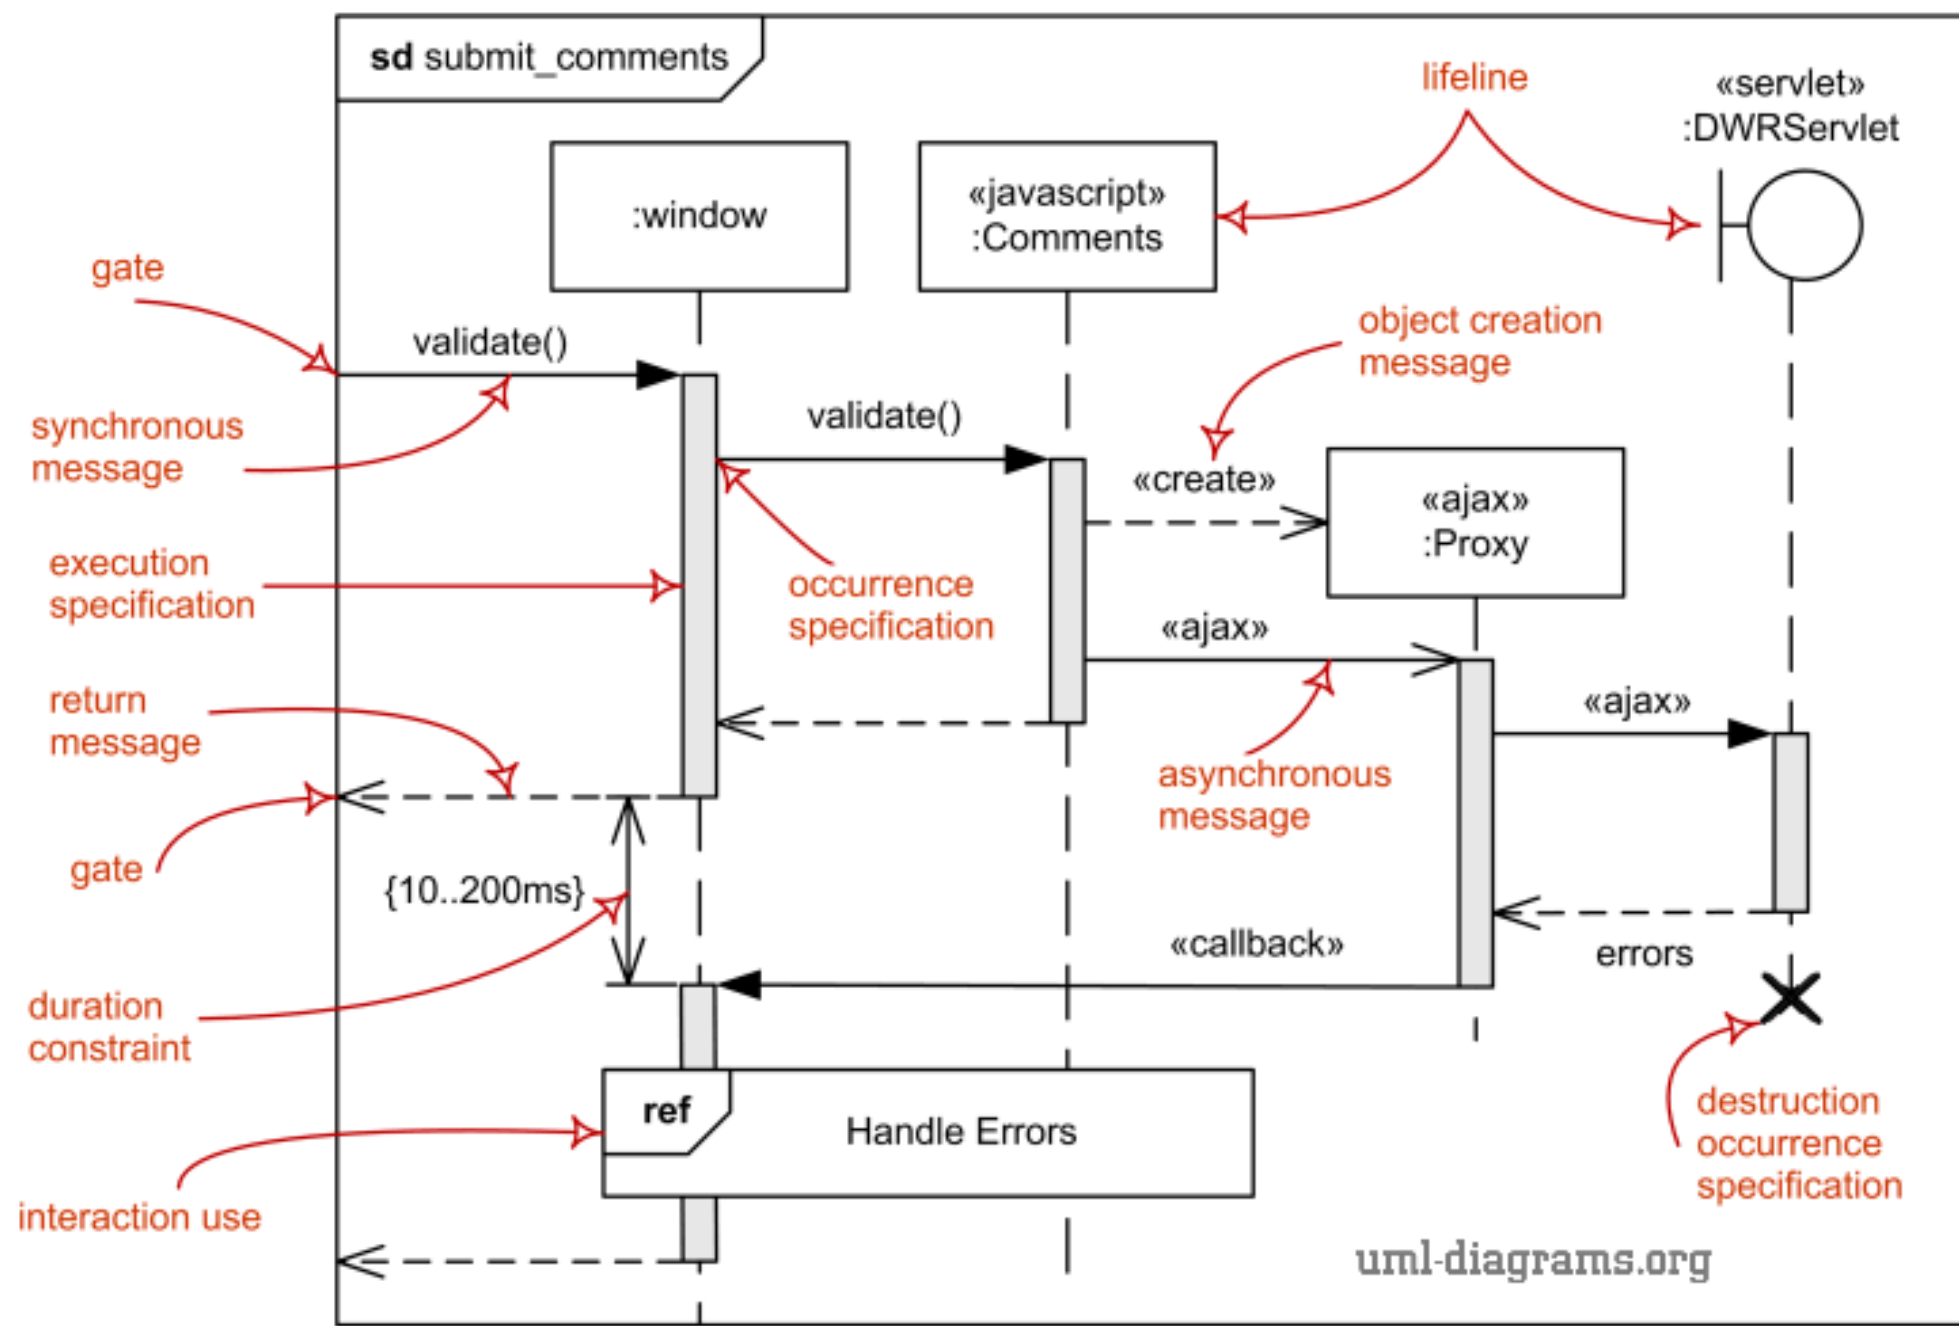 sd submit_comments
lifeline
«servlet»
:DWRServlet
:window
«javascript»
:Comments
gate
validate()
object creation
message
synchronous
message
validate()
«create»
«ajax»
:Proxy
execution
specification
occurrence
specification
«ajax»
return
message
«ajax»
asynchronous
message
gate
{10..200ms}
«callback»
errors
duration
constraint
ref
Handle Errors
destruction
occurrence
specification
interaction use
uml-diagrams.org